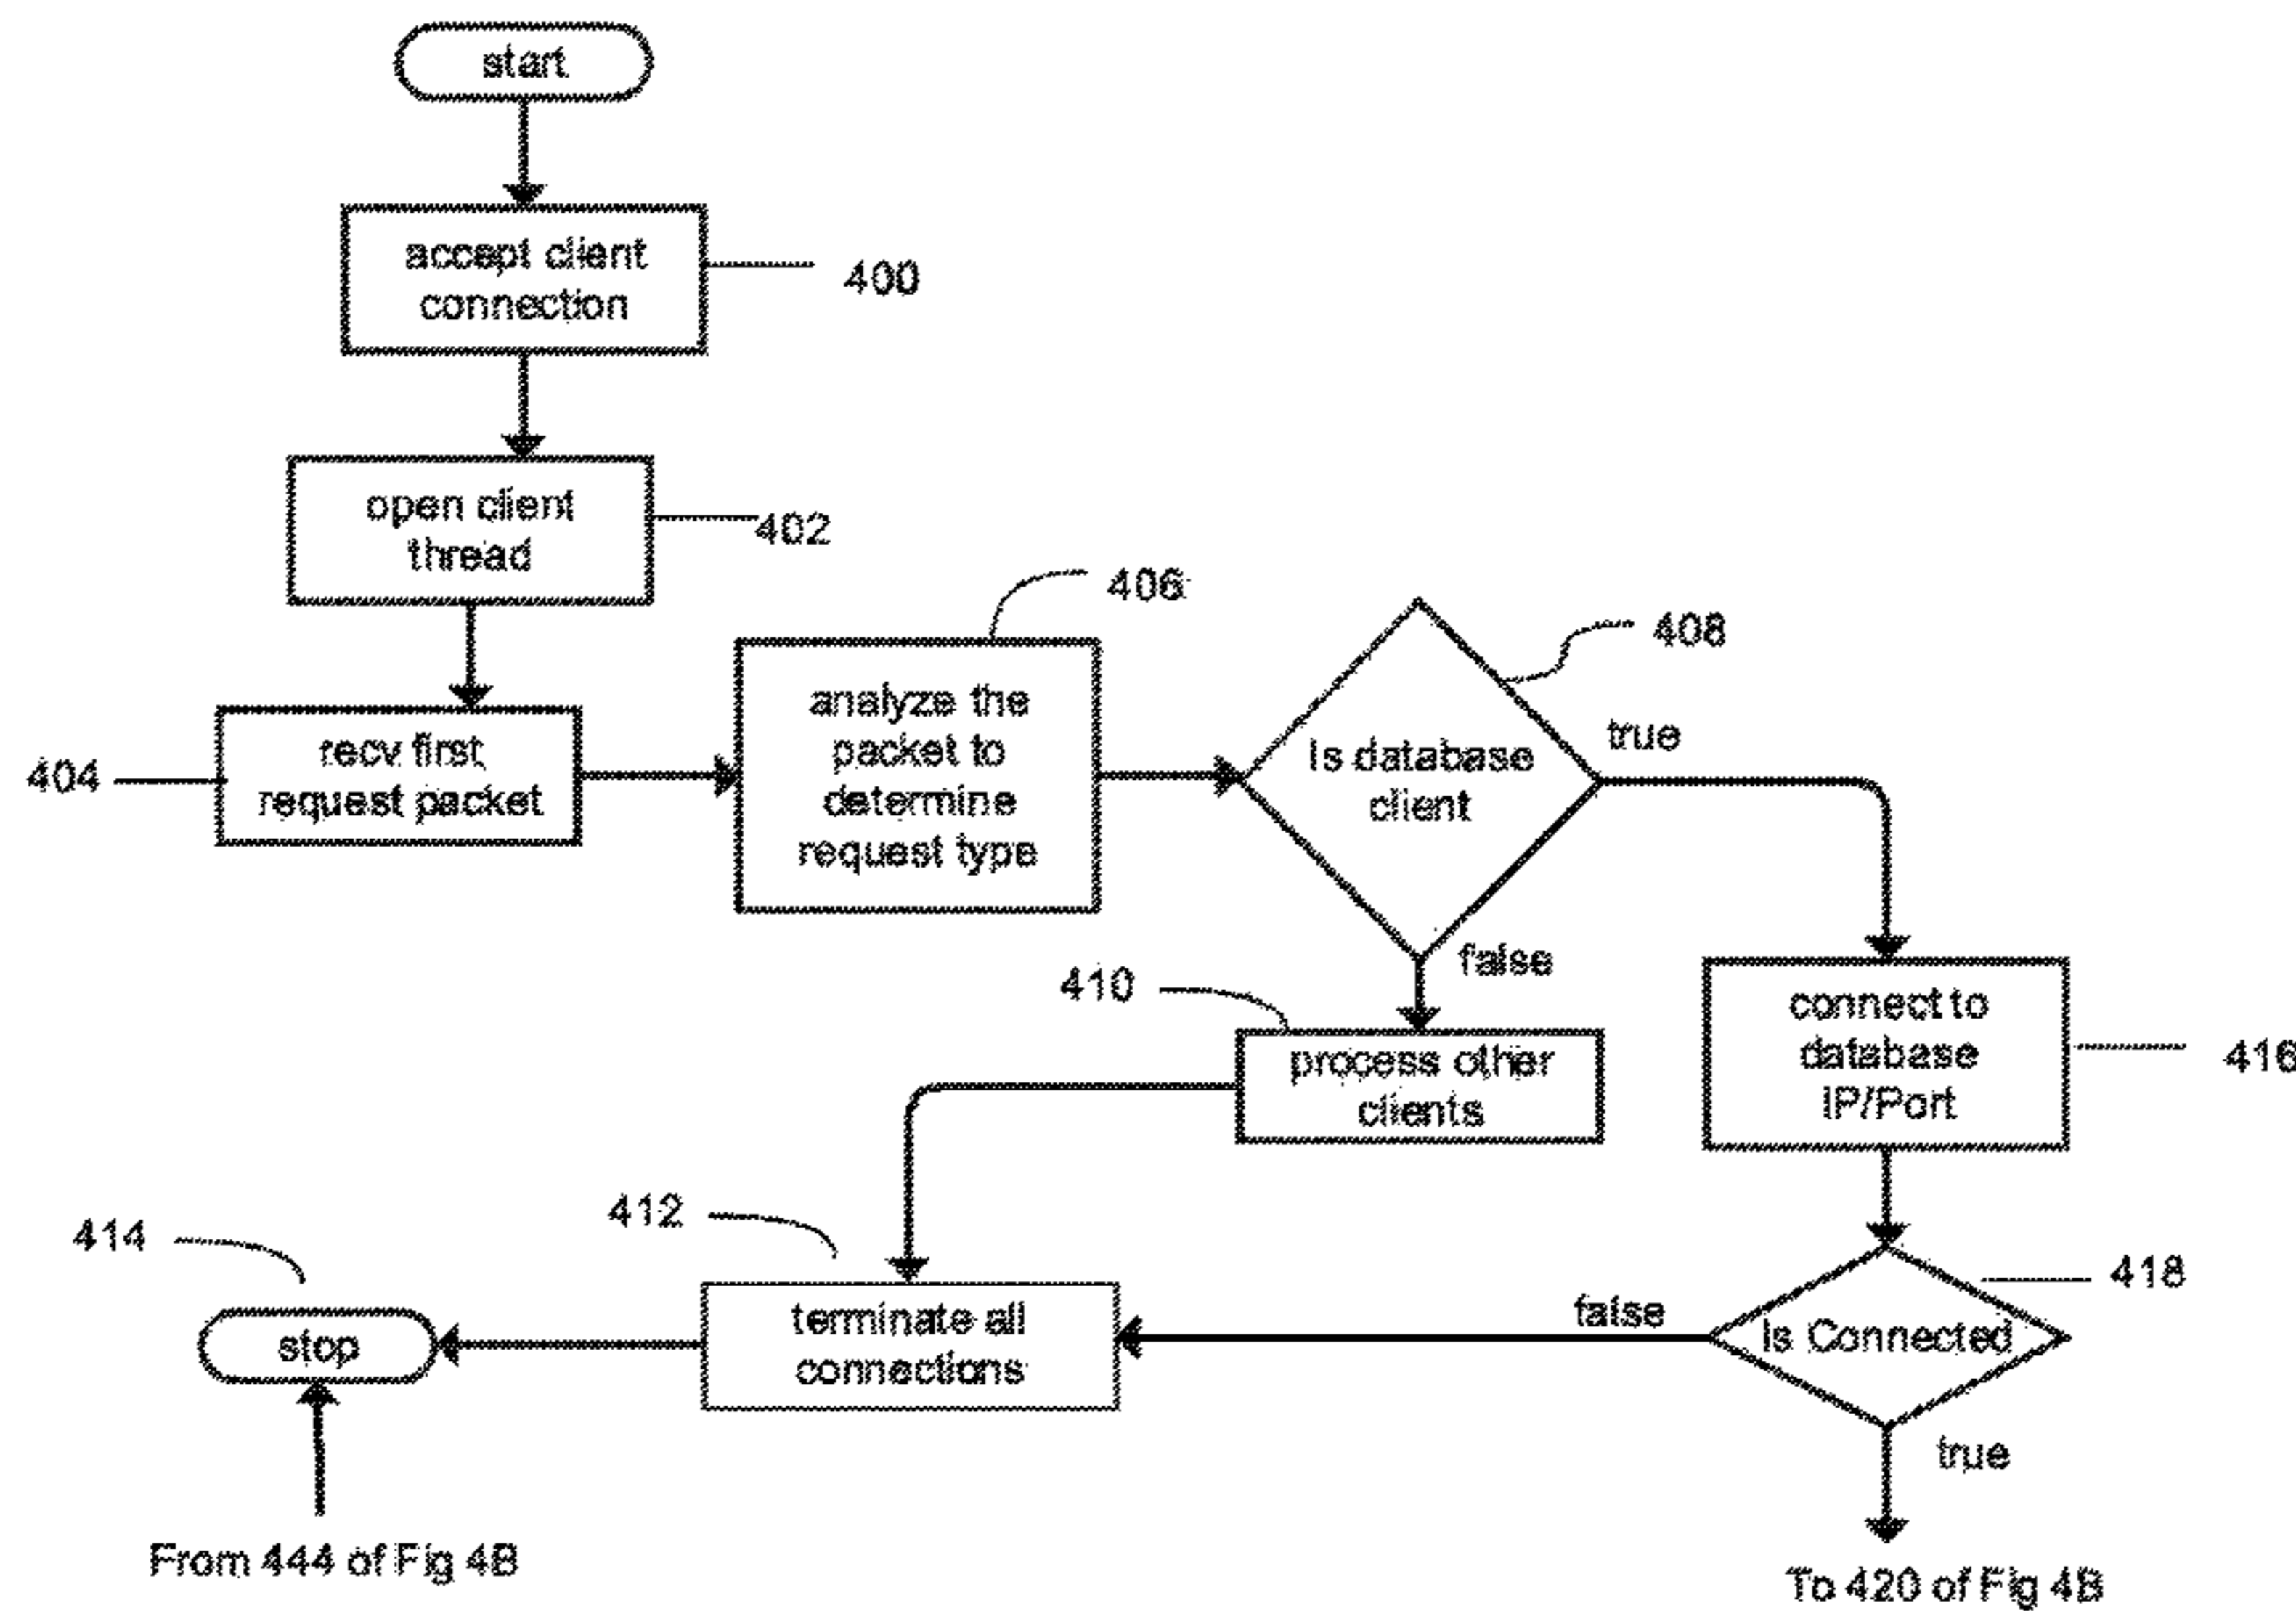 start
accept client
connection
400
open client
thread
402
404
recv first
request packet
406
analyze the
packet to
determine
request type
408
Is database
client
true
false
410
process other
clients
connect to
database
IP/Port
416
412
414
stop
terminate all
connections
false
418
Is Connected
true
From 444 of Fig 4B
To 420 of Fig 4B